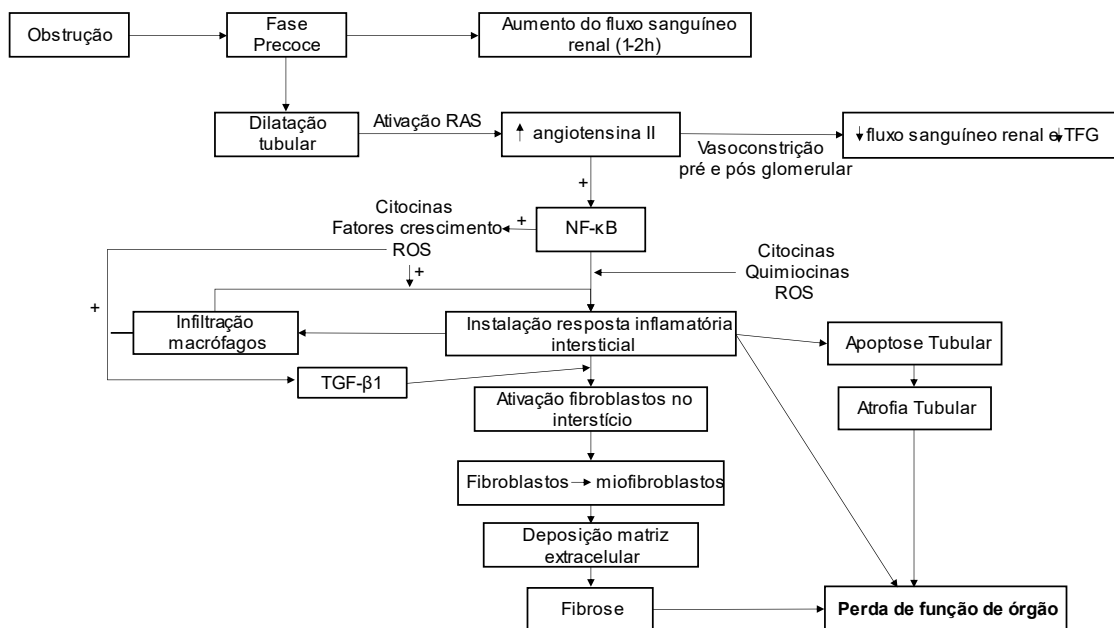 Obstrução
Fase
Precoce
Aumento do fluxo sanguíneo
renal (1-2h)
Dilatação
tubular
Ativação RAS
↑ angiotensina II
Vasoconstrição
pré e pós glomerular
↓ fluxo sanguíneo renal e ↓ TFG
+
NF-κB
+
Citocinas
Fatores crescimento
ROS
+
Citocinas
Quimiocinas
ROS
+
Infiltração
macrófagos
Instalação resposta inflamatória
intersticial
Apoptose Tubular
TGF-β1
Ativação fibroblastos no
interstício
Atrofia Tubular
Fibroblastos → miofibroblastos
Deposição matriz
extracelular
Fibrose
Perda de função de órgão